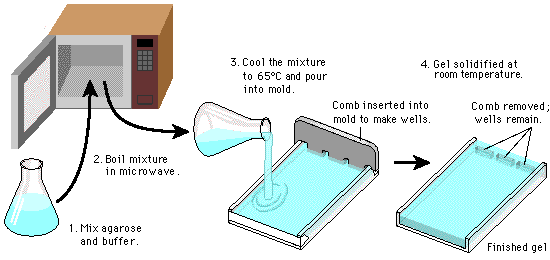 1. Mix agarose
and buffer.
2. Boil mixture
in microwave.
3. Cool the mixture
to 65°C and pour
into mold.
Comb inserted into
mold to make wells.
4. Gel solidified at
room temperature.
Comb removed;
wells remain.
Finished gel